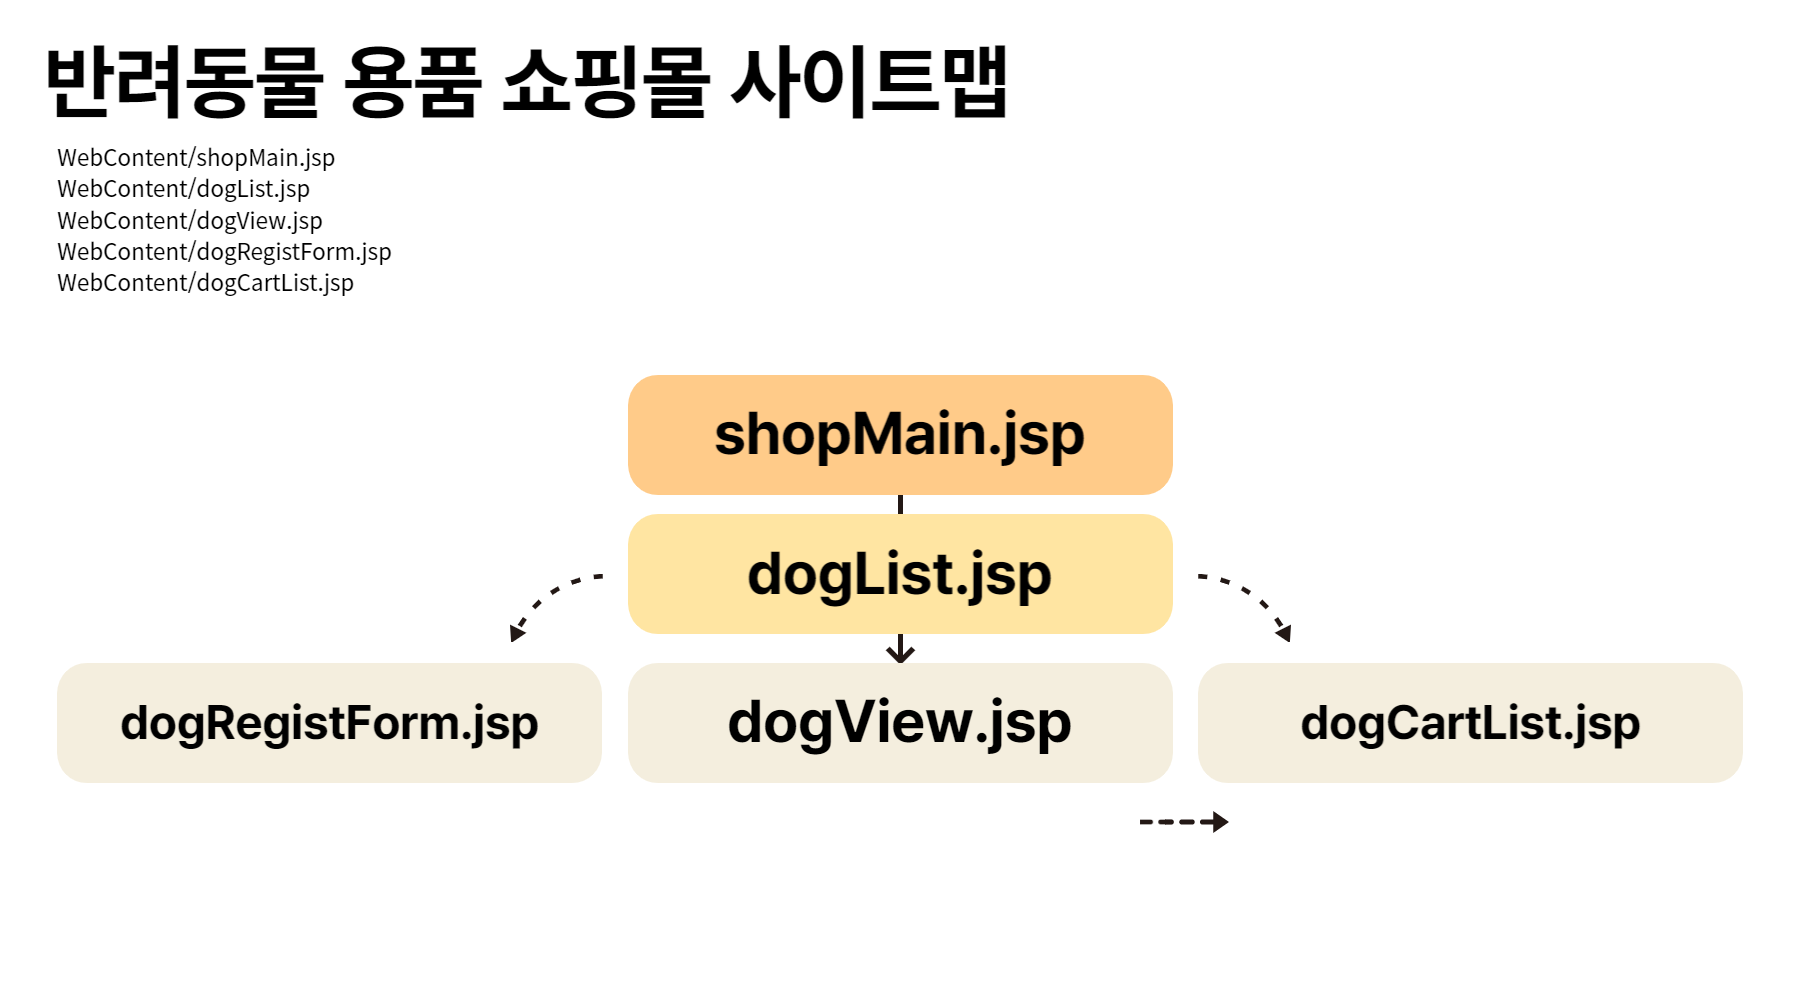 반려동물 용품 쇼핑몰 사이트맵
WebContent/shopMain.jsp
WebContent/dogList.jsp
WebContent/dogView.jsp
WebContent/dogRegistForm.jsp
WebContent/dogCartList.jsp
shopMain.jsp
dogList.jsp
dogRegistForm.jsp
dogView.jsp
dogCartList.jsp